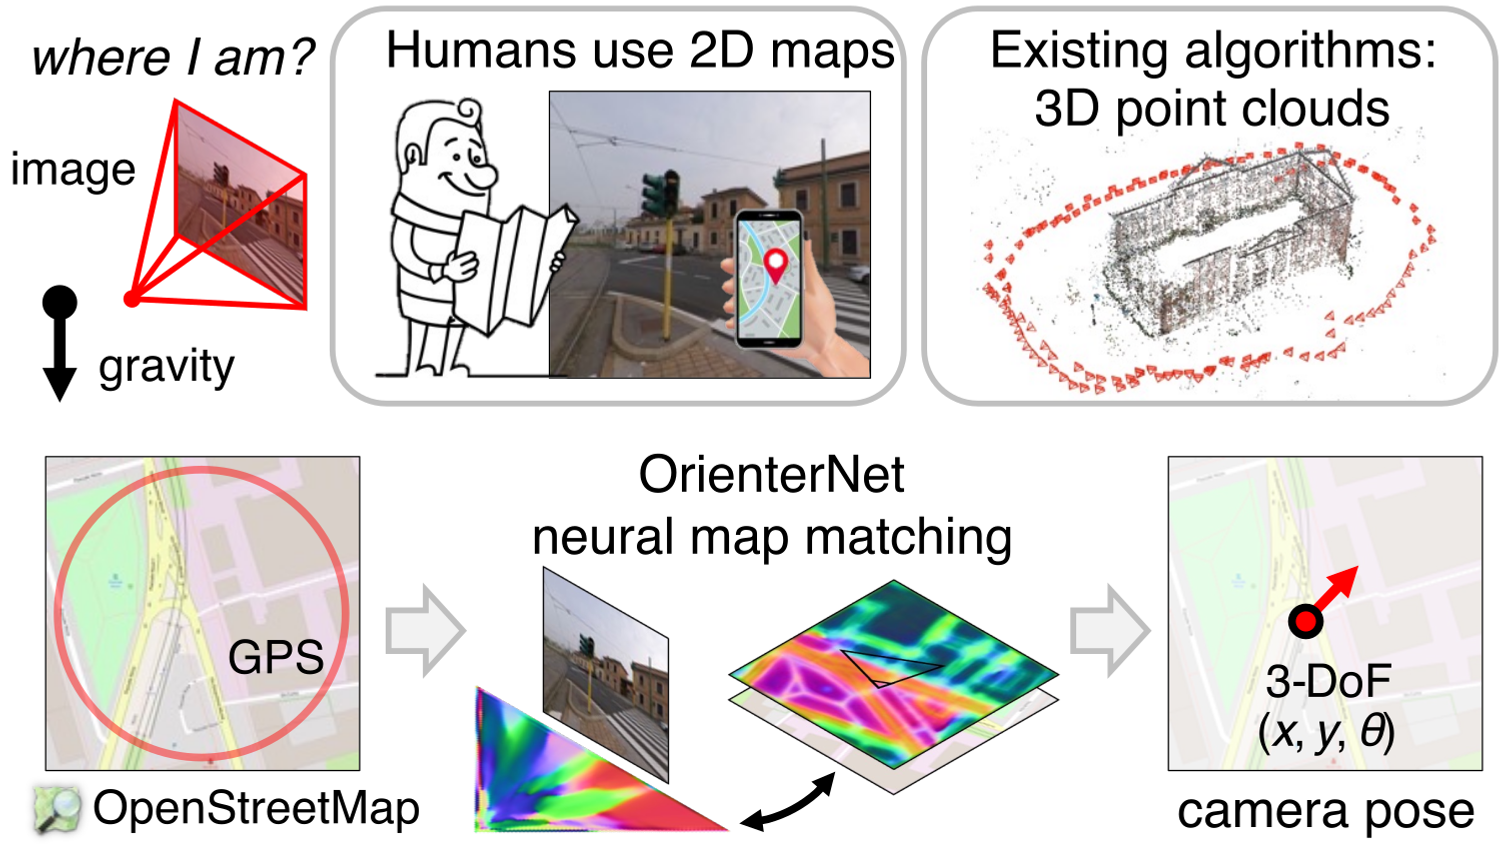 where I am?
image
gravity
Humans use 2D maps
Existing algorithms:
3D point clouds
GPS
OpenStreetMap
OrienterNet
neural map matching
3-DoF
(x, y, θ)
camera pose